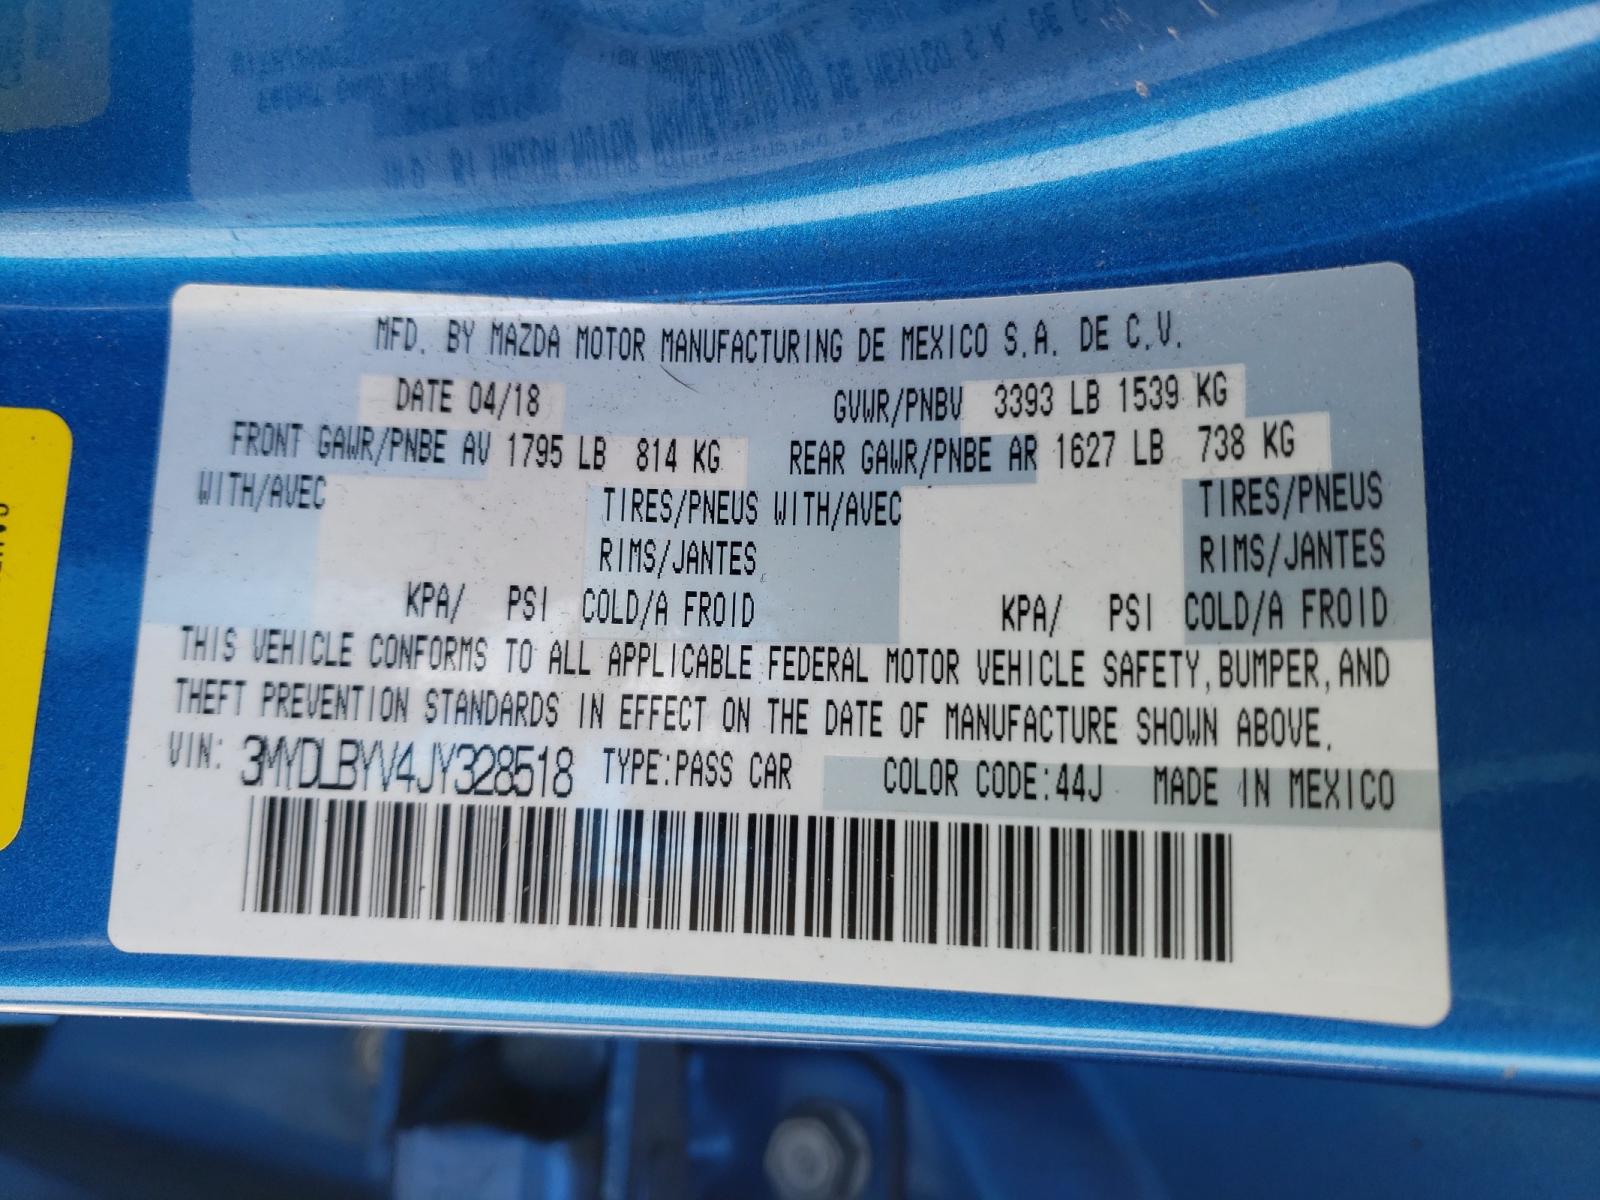 MFD. BY MAZDA MOTOR MANUFACTURING DE MEXICO S.A. DE C.V.
DATE 04/18 GVWR/PNBV 3393 LB 1539 KG
FRONT GAWR/PNBE AV 1795 LB 814 KG REAR GAWR/PNBE AR 1627 LB 738 KG
WITH/AVEC TIRES/PNEUS WITH/AVEC TIRES/PNEUS
RIMS/JANTES RIMS/JANTES
KPA/ PSI COLD/A FROID KPA/ PSI COLD/A FROID
THIS VEHICLE CONFORMS TO ALL APPLICABLE FEDERAL MOTOR VEHICLE SAFETY, BUMPER, AND
THEFT PREVENTION STANDARDS IN EFFECT ON THE DATE OF MANUFACTURE SHOWN ABOVE.
VIN: 3MYDLBYV4JY328518 TYPE:PASS CAR COLOR CODE:44J MADE IN MEXICO